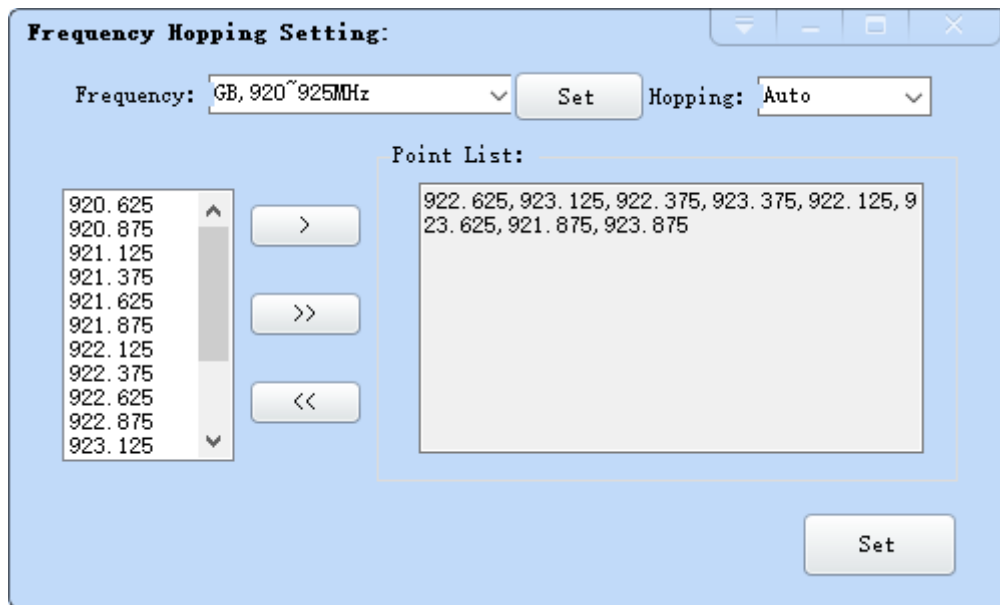 Frequency Hopping Setting:
Frequency: GB, 920~925MHz Set Hopping: Auto
Point List:
920.625
920.875
921.125
921.375
921.625
921.875
922.125
922.375
922.625
922.875
923.125
>
>>
<<
922.625, 923.125, 922.375, 923.375, 922.125, 9
23.625, 921.875, 923.875
Set